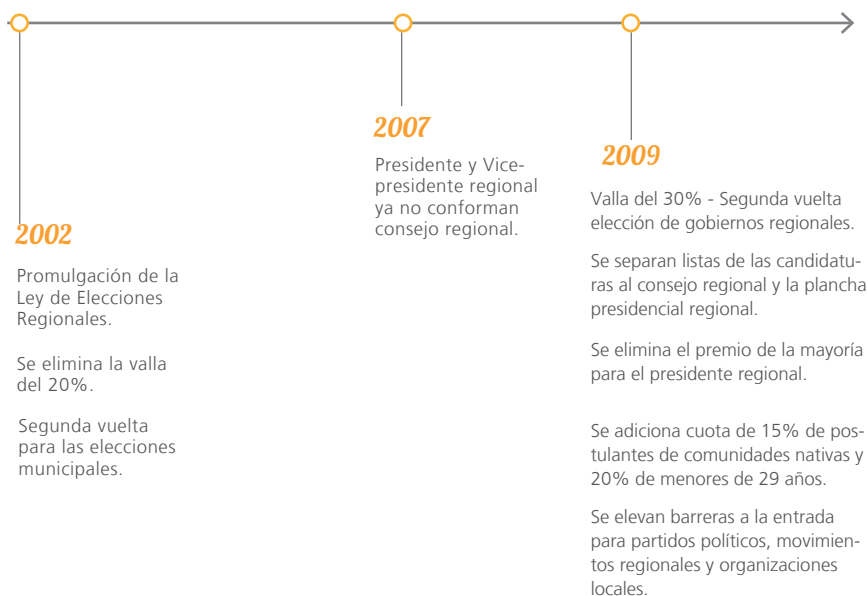 2002
Promulgación de la
Ley de Elecciones
Regionales.
Se elimina la valla
del 20%.
Segunda vuelta
para las elecciones
municipales.
2007
Presidente y Vice-
presidente regional
ya no conforman
consejo regional.
2009
Valla del 30% - Segunda vuelta
elección de gobiernos regionales.
Se separan listas de las candidatu-
ras al consejo regional y la plancha
presidencial regional.
Se elimina el premio de la mayoría
para el presidente regional.
Se adiciona cuota de 15% de pos-
tulantes de comunidades nativas y
20% de menores de 29 años.
Se elevan barreras a la entrada
para partidos políticos, movimien-
tos regionales y organizaciones
locales.